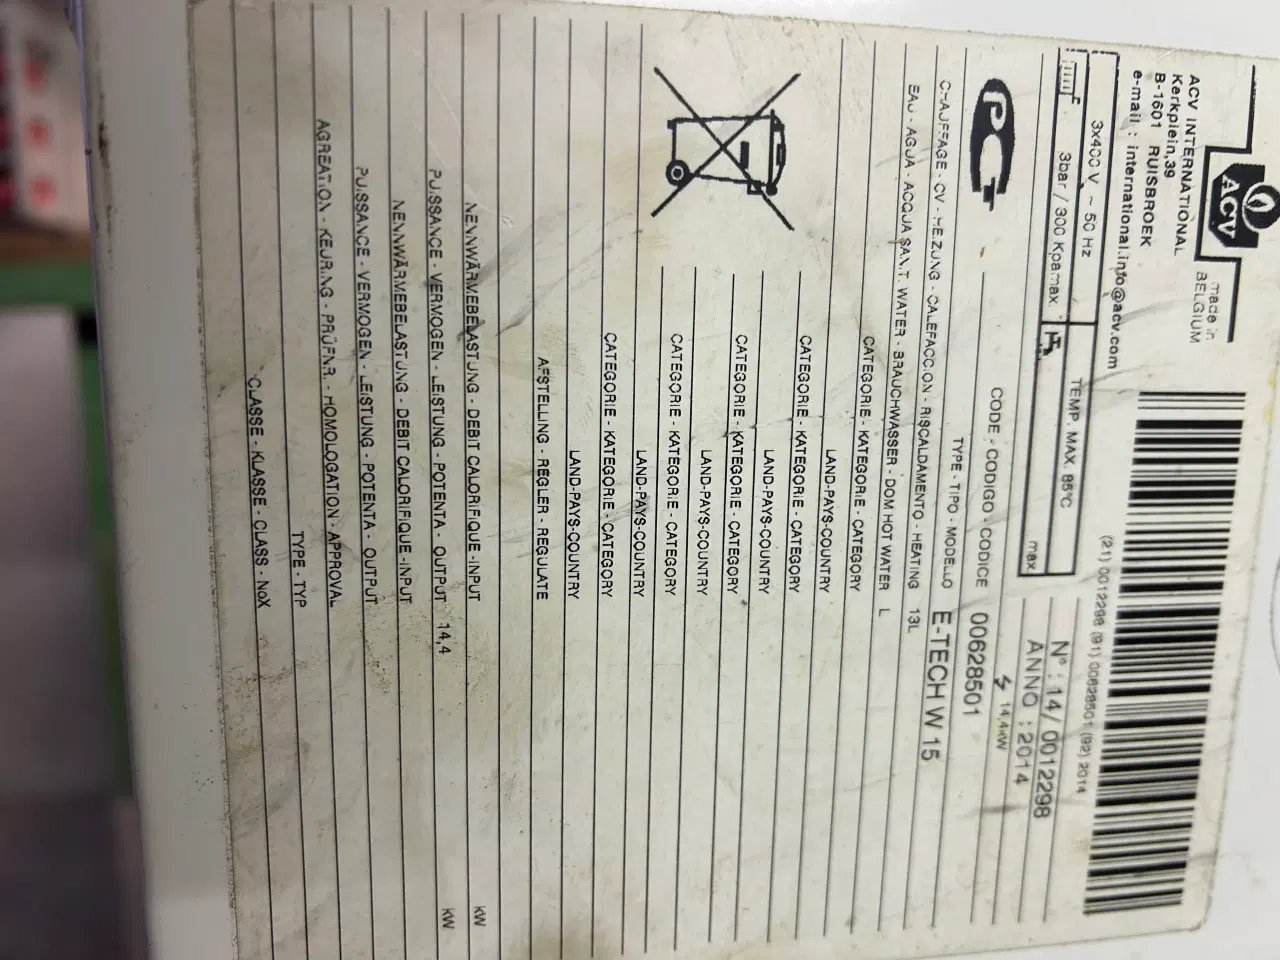 ACV
made in
BELGIUM
ACV INTERNATIONAL
Kerkplein,39
B-1601 RUISBROEK
e-mail : international.info@acv.com
(21) 0012298 (91) 00628501 (92) 2014
3x400 V ~ 50 Hz
TEMP. MAX. 85°C
3bar / 300 Kpa max.
max.
N° : 14/ 0012298
ANNO : 2014
14,4kW
CODE - CODIGO - CODICE 00628501
TYPE - TIPO - MODELLO E-TECH W 15
CHAUFFAGE - CV - HEIZUNG - CALEFACCION - RISCALDAMENTO - HEATING 13L
EAU - AGUA - ACQUA SANIT. WATER - BRAUCHWASSER - DOM HOT WATER L
CATEGORIE - KATEGORIE - CATEGORY
LAND-PAYS-COUNTRY
CATEGORIE - KATEGORIE - CATEGORY
LAND-PAYS-COUNTRY
CATEGORIE - KATEGORIE - CATEGORY
LAND-PAYS-COUNTRY
CATEGORIE - KATEGORIE - CATEGORY
LAND-PAYS-COUNTRY
CATEGORIE - KATEGORIE - CATEGORY
LAND-PAYS-COUNTRY
AFSTELLING - REGLER - REGULATE
NENNWÄRMEBELASTUNG - DEBIT CALORIFIQUE -INPUT kW
PUISSANCE - VERMOGEN - LEISTUNG - POTENTA - OUTPUT 14,4 kW
NENNWÄRMEBELASTUNG - DEBIT CALORIFIQUE -INPUT
PUISSANCE - VERMOGEN - LEISTUNG - POTENTA - OUTPUT
AGREATION - KEURING - PRÜFNR. - HOMOLOGATION - APPROVAL
TYPE - TYP
CLASSE - KLASSE - CLASS - NoX